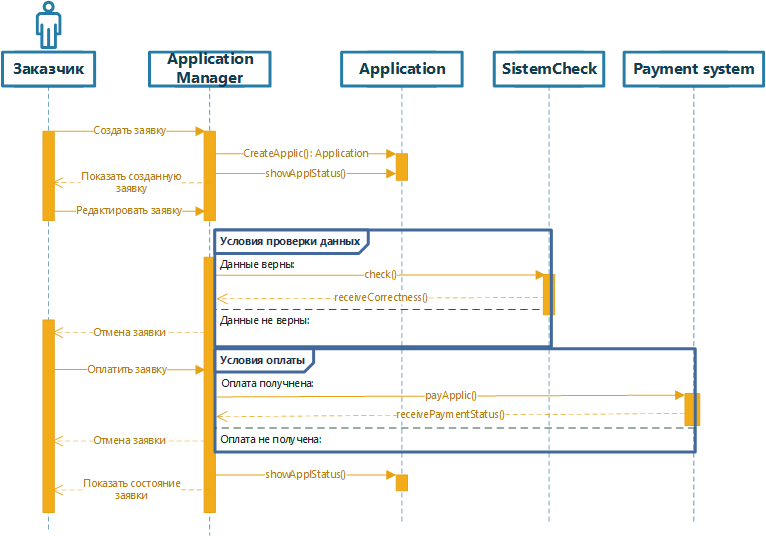 Заказчик
Application
Manager
Application
SistemCheck
Payment system
Создать заявку
CreateApplic(): Application
showApplStatus()
Показать созданную
заявку
Редактировать заявку
Условия проверки данных
Данные верны:
check()
receiveCorrectness()
Данные не верны:
Отмена заявки
Условия оплаты
Оплатить заявку
Оплата получнена:
payApplic()
receivePaymentStatus()
Отмена заявки
Оплата не получена:
showApplStatus()
Показать состояние
заявки